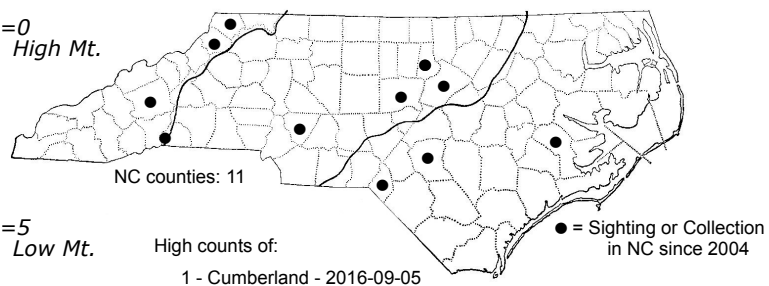 =0
High Mt.
NC counties: 11
=5
Low Mt.
High counts of:
1 - Cumberland - 2016-09-05
● = Sighting or Collection
in NC since 2004